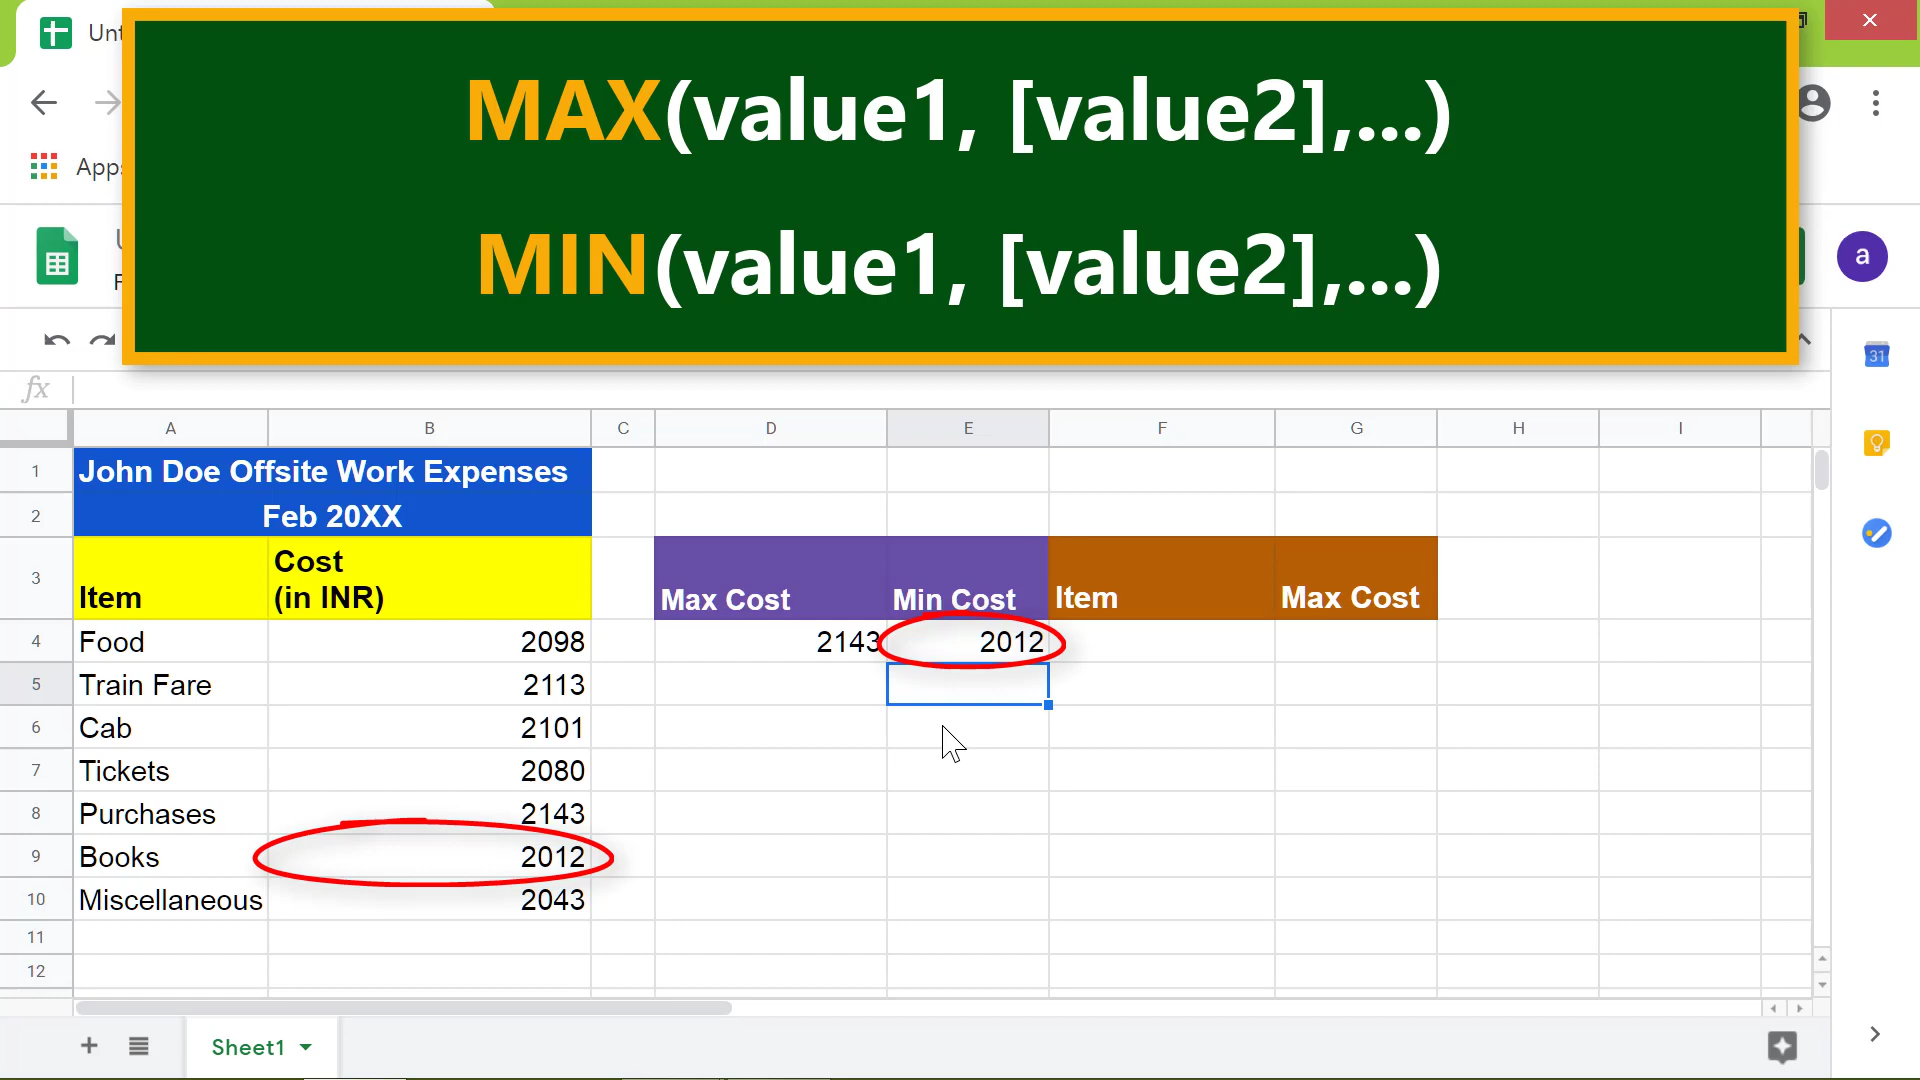 Unt
MAX(value1, [value2],...)
MIN(value1, [value2],...)
Apps
a
31
fx
A B C D E F G H I
1 John Doe Offsite Work Expenses
2 Feb 20XX
3 Item Cost (in INR) Max Cost Min Cost Item Max Cost
4 Food 2098 2143 2012
5 Train Fare 2113
6 Cab 2101
7 Tickets 2080
8 Purchases 2143
9 Books 2012
10 Miscellaneous 2043
11
12
Sheet1